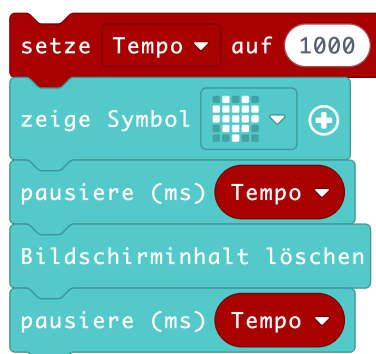 setze Tempo auf 1000
zeige Symbol
pausiere (ms) Tempo
Bildschirminhalt löschen
pausiere (ms) Tempo